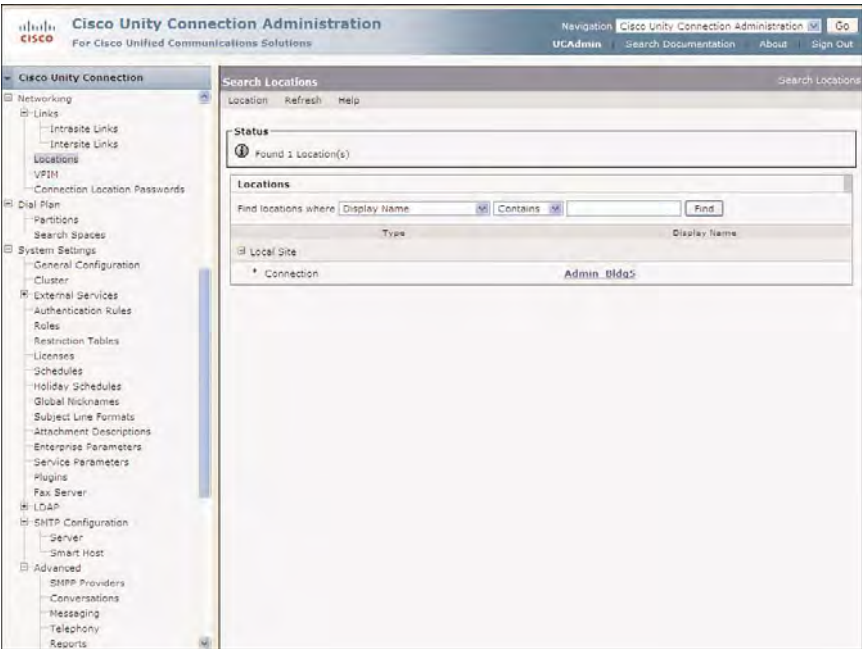 Cisco Unity Connection Administration
For Cisco Unified Communications Solutions
cisco
Navigation Cisco Unity Connection Administration Go
UCAdmin Search Documentation About Sign Out
Cisco Unity Connection
Networking
Links
Intrasite Links
Intersite Links
Locations
VPIM
Connection Location Passwords
Dial Plan
Partitions
Search Spaces
System Settings
General Configuration
Cluster
External Services
Authentication Rules
Roles
Restriction Tables
Licenses
Schedules
Holiday Schedules
Global Nicknames
Subject Line Formats
Attachment Descriptions
Enterprise Parameters
Service Parameters
Plugins
Fax Server
LDAP
SMTP Configuration
Server
Smart Host
Advanced
SMPP Providers
Conversations
Messaging
Telephony
Reports
Search Locations Search Locations
Location Refresh Help
Status
Found 1 Location(s)
Locations
Find locations where Display Name Contains Find
Type Display Name
Local Site
* Connection Admin_Bldg5